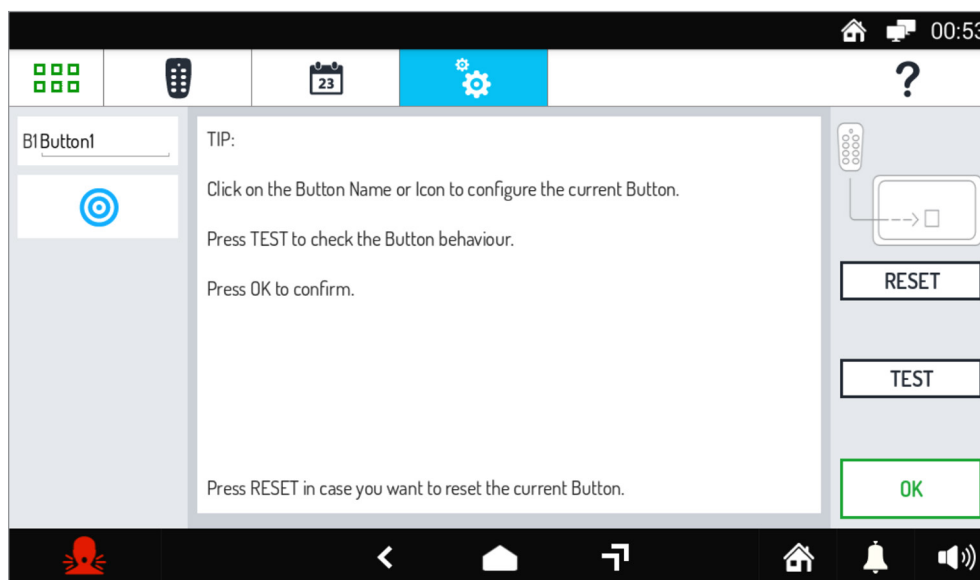 00:53
23
?
B1 Button1
TIP:
Click on the Button Name or Icon to configure the current Button.
Press TEST to check the Button behaviour.
Press OK to confirm.
Press RESET in case you want to reset the current Button.
RESET
TEST
OK